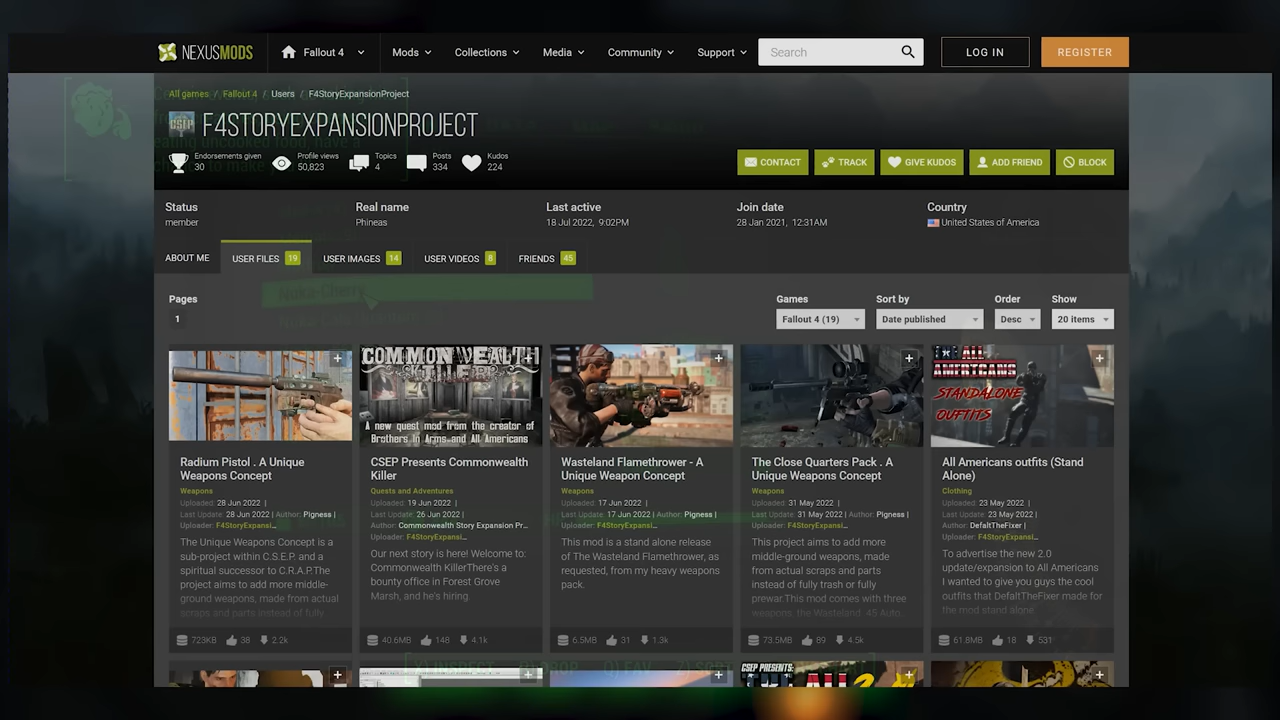 NEXUSMODS
Fallout 4
Mods
Collections
Media
Community
Support
Search
LOG IN
REGISTER
All games / Fallout 4 / Users / F4StoryExpansionProject
CSEP
F4STORYEXPANSIONPROJECT
Endorsements given
30
Profile views
50,823
Topics
4
Posts
334
Kudos
224
CONTACT
TRACK
GIVE KUDOS
ADD FRIEND
BLOCK
Status
member
Real name
Phineas
Last active
18 Jul 2022, 9:02PM
Join date
28 Jan 2021, 12:31AM
Country
United States of America
ABOUT ME
USER FILES 19
USER IMAGES 14
USER VIDEOS 8
FRIENDS 45
Nuka Cherry
Pages
1
Games
Fallout 4 (19)
Sort by
Date published
Order
Desc
Show
20 items
Radium Pistol . A Unique
Weapons Concept
Weapons
Uploaded: 28 Jun 2022 |
Last Update: 28 Jun 2022 | Author: Pigness |
Uploader: F4StoryExpansi...
The Unique Weapons Concept is a
sub-project within C.S.E.P. and a
spiritual successor to C.R.A.P.The
project aims to add more middle-
ground weapons, made from actual
scraps and parts instead of fully
723KB 38 2.2k
COMMONWEALTH
KILLER
A new quest mod from the creator of
Brothers in Arms and All Americans
CSEP Presents Commonwealth
Killer
Quests and Adventures
Uploaded: 19 Jun 2022 |
Last Update: 26 Jun 2022 |
Author: Commonwealth Story Expansion Pr...
Uploader: F4StoryExpansi...
Our next story is here! Welcome to:
Commonwealth KillerThere's a
bounty office in Forest Grove
Marsh, and he's hiring.
40.6MB 148 4.1k
Wasteland Flamethrower - A
Unique Weapon Concept
Weapons
Uploaded: 17 Jun 2022 |
Last Update: 17 Jun 2022 | Author: Pigness |
Uploader: F4StoryExpansi...
This mod is a stand alone release
of The Wasteland Flamethrower, as
requested, from my heavy weapons
pack.
6.5MB 31 1.3k
The Close Quarters Pack . A
Unique Weapons Concept
Weapons
Uploaded: 31 May 2022 |
Last Update: 31 May 2022 | Author: Pigness |
Uploader: F4StoryExpansi...
This project aims to add more
middle-ground weapons, made
from actual scraps and parts
instead of fully trash or fully
prewar.This mod comes with three
weapons, the Wasteland .45 Auto
73.5MB 89 4.5k
ALL
AMERICANS
STANDALONE
OUTFITS
All Americans outfits (Stand
Alone)
Clothing
Uploaded: 23 May 2022 |
Last Update: 23 May 2022 |
Author: DefaltTheFixer |
Uploader: F4StoryExpansi...
To advertise the new 2.0
update/expansion to All Americans
I wanted to give you guys the cool
outfits that DefaltTheFixer made for
the mod stand alone
61.8MB 18 531
CSEP PRESENTS: